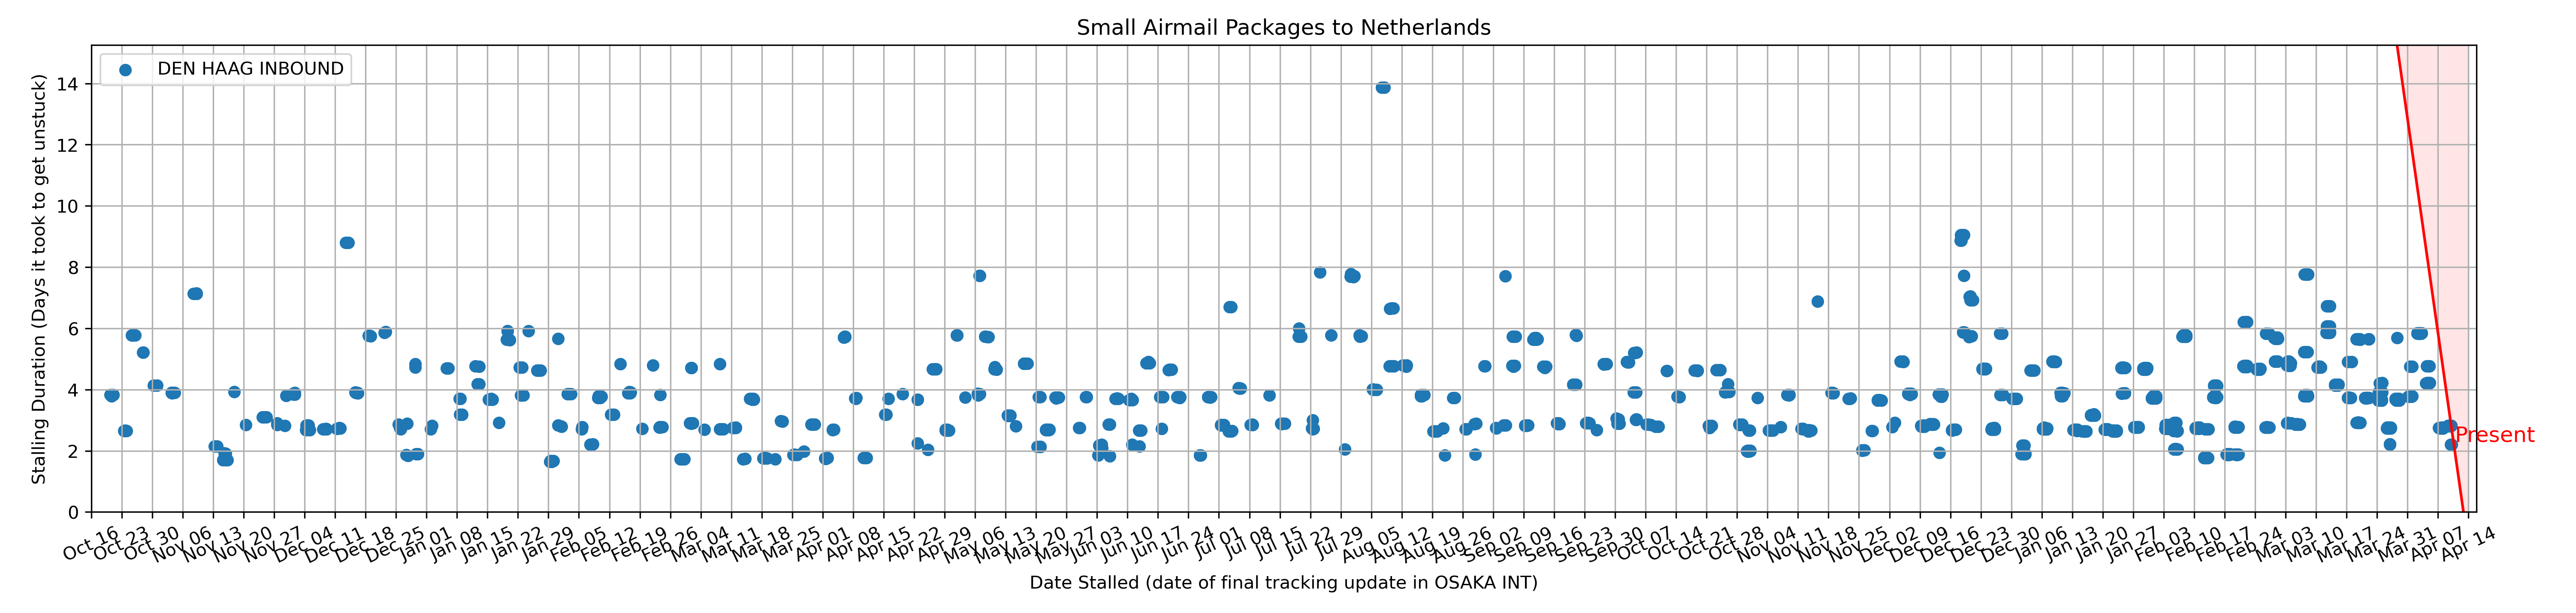 Small Airmail Packages to Netherlands
DEN HAAG INBOUND
Stalling Duration (Days it took to get unstuck)
14
12
10
8
6
4
2
0
Present
Oct 16
Oct 23
Oct 30
Nov 06
Nov 13
Nov 20
Nov 27
Dec 04
Dec 11
Dec 18
Dec 25
Jan 01
Jan 08
Jan 15
Jan 22
Jan 29
Feb 05
Feb 12
Feb 19
Feb 26
Mar 04
Mar 11
Mar 18
Mar 25
Apr 01
Apr 08
Apr 15
Apr 22
Apr 29
May 06
May 13
May 20
May 27
Jun 03
Jun 10
Jun 17
Jun 24
Jul 01
Jul 08
Jul 15
Jul 22
Jul 29
Aug 05
Aug 12
Aug 19
Aug 26
Sep 02
Sep 09
Sep 16
Sep 23
Sep 30
Oct 07
Oct 14
Oct 21
Oct 28
Nov 04
Nov 11
Nov 18
Nov 25
Dec 02
Dec 09
Dec 16
Dec 23
Dec 30
Jan 06
Jan 13
Jan 20
Jan 27
Feb 03
Feb 10
Feb 17
Feb 24
Mar 03
Mar 10
Mar 17
Mar 24
Mar 31
Apr 07
Apr 14
Date Stalled (date of final tracking update in OSAKA INT)